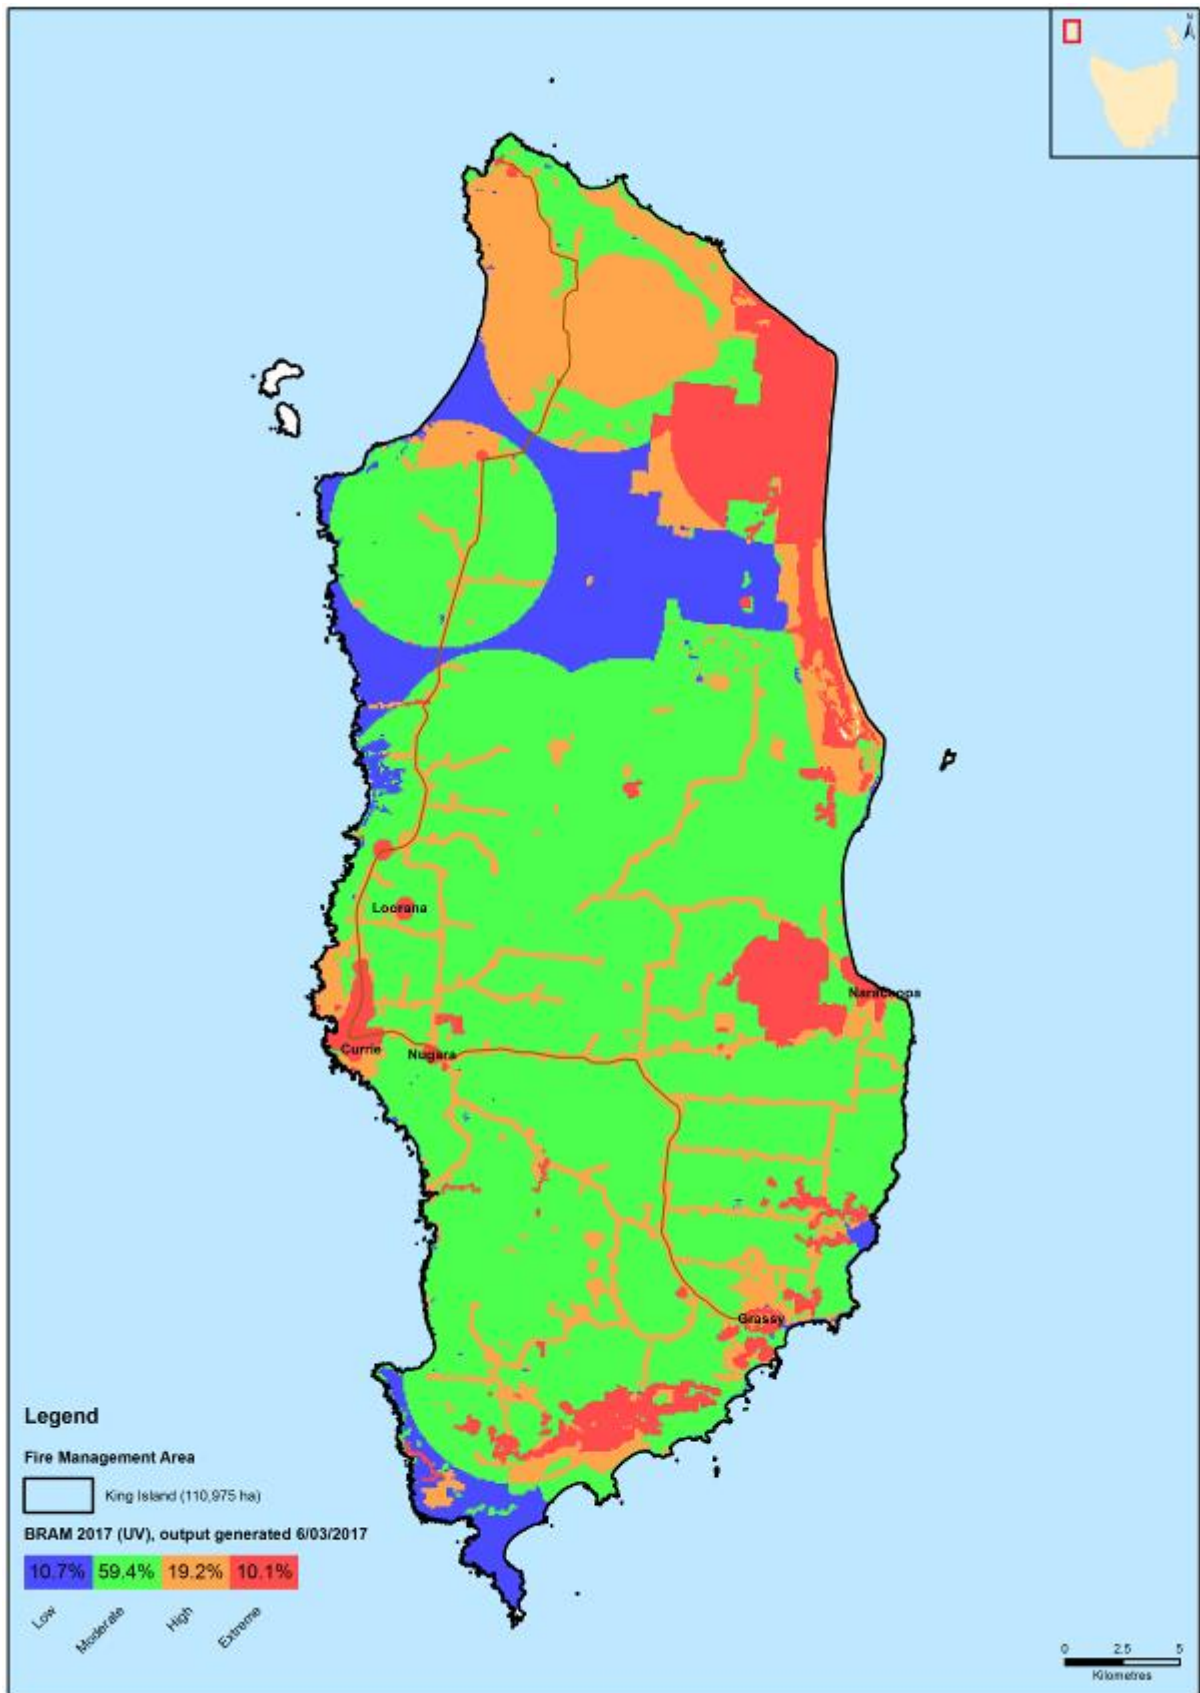 N
Loorana
Naracoopa
Currie
Nugara
Grassy
Legend
Fire Management Area
King Island (110,975 ha)
BRAM 2017 (UV), output generated 6/03/2017
10.7% 59.4% 19.2% 10.1%
Low Moderate High Extreme
0 2.5 5
Kilometres